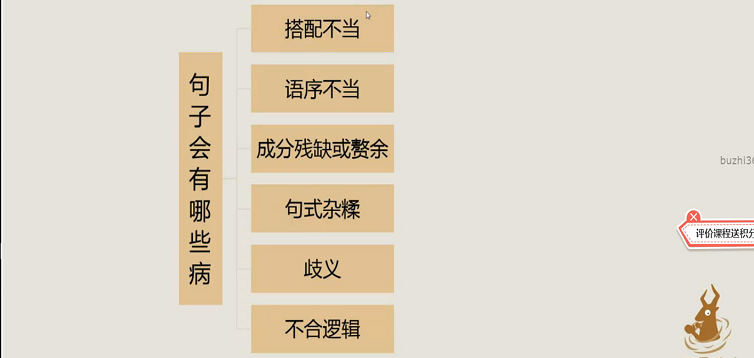 句子会有哪些病
搭配不当
语序不当
成分残缺或赘余
句式杂糅
歧义
不合逻辑
buzhi36
评价课程送积分